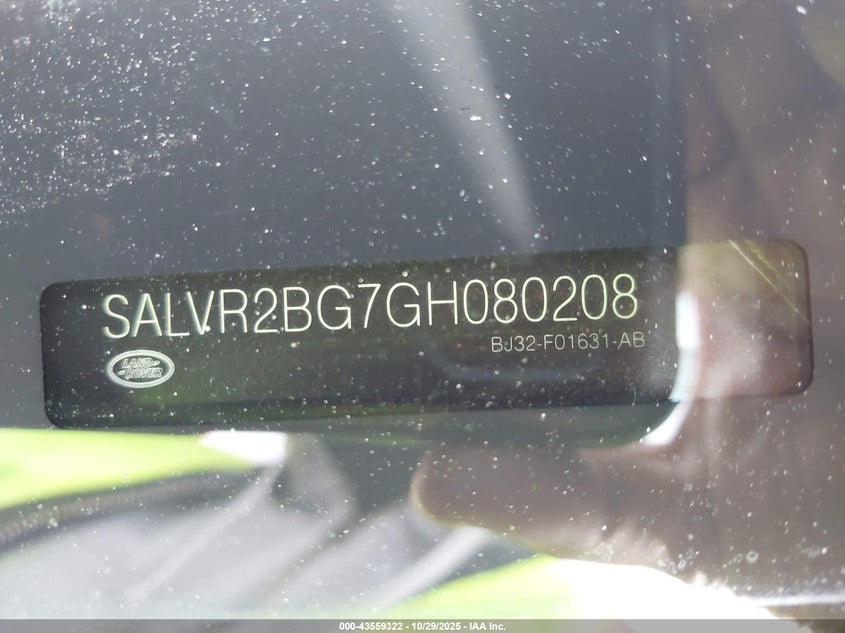 SALVR2BG7GH080208
BJ32-F01631-AB
LAND-
-ROVER
000-43559322 - 10/29/2025 - IAA Inc.